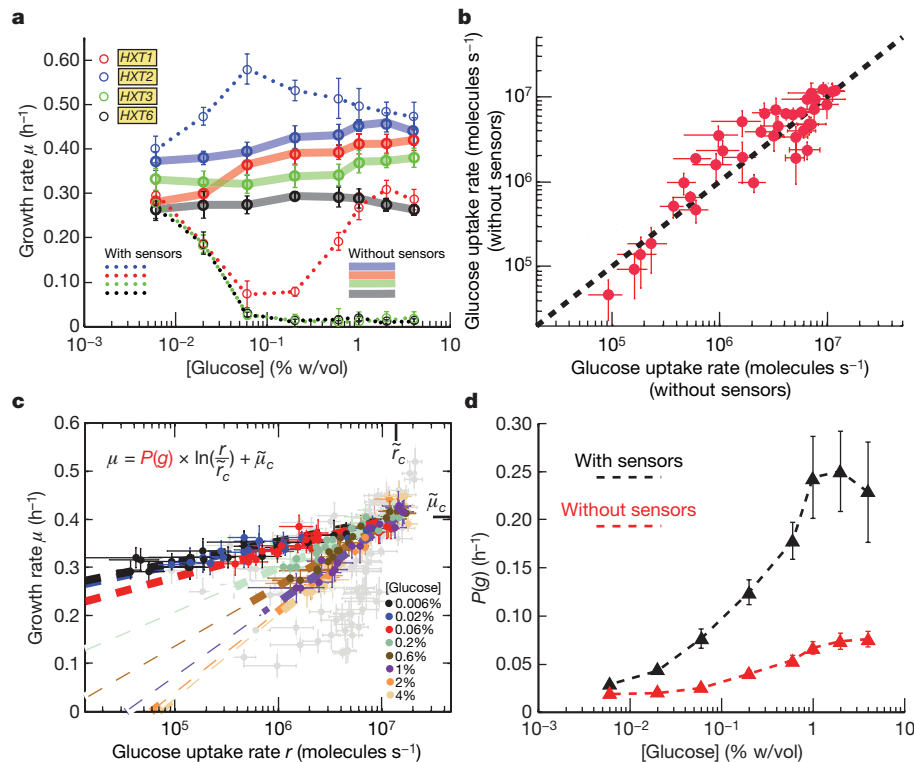 a
0.60
0.50
0.40
0.30
0.20
0.10
0
Growth rate μ (h⁻¹)
HXT1
HXT2
HXT3
HXT6
With sensors
Without sensors
10⁻³ 10⁻² 10⁻¹ 1 10
[Glucose] (% w/vol)
b
Glucose uptake rate (molecules s⁻¹)
(without sensors)
10⁷
10⁶
10⁵
10⁵ 10⁶ 10⁷
Glucose uptake rate (molecules s⁻¹)
(without sensors)
c
μ = P(g) × ln(r/r̃c) + μ̃c
r̃c
μ̃c
0.6
0.5
0.4
0.3
0.2
0.1
0
Growth rate μ (h⁻¹)
[Glucose]
0.006%
0.02%
0.06%
0.2%
0.6%
1%
2%
4%
10⁵ 10⁶ 10⁷
Glucose uptake rate r (molecules s⁻¹)
d
0.30
0.25
0.20
0.15
0.10
0.05
0
P(g) (h⁻¹)
With sensors
Without sensors
10⁻³ 10⁻² 10⁻¹ 1 10
[Glucose] (% w/vol)